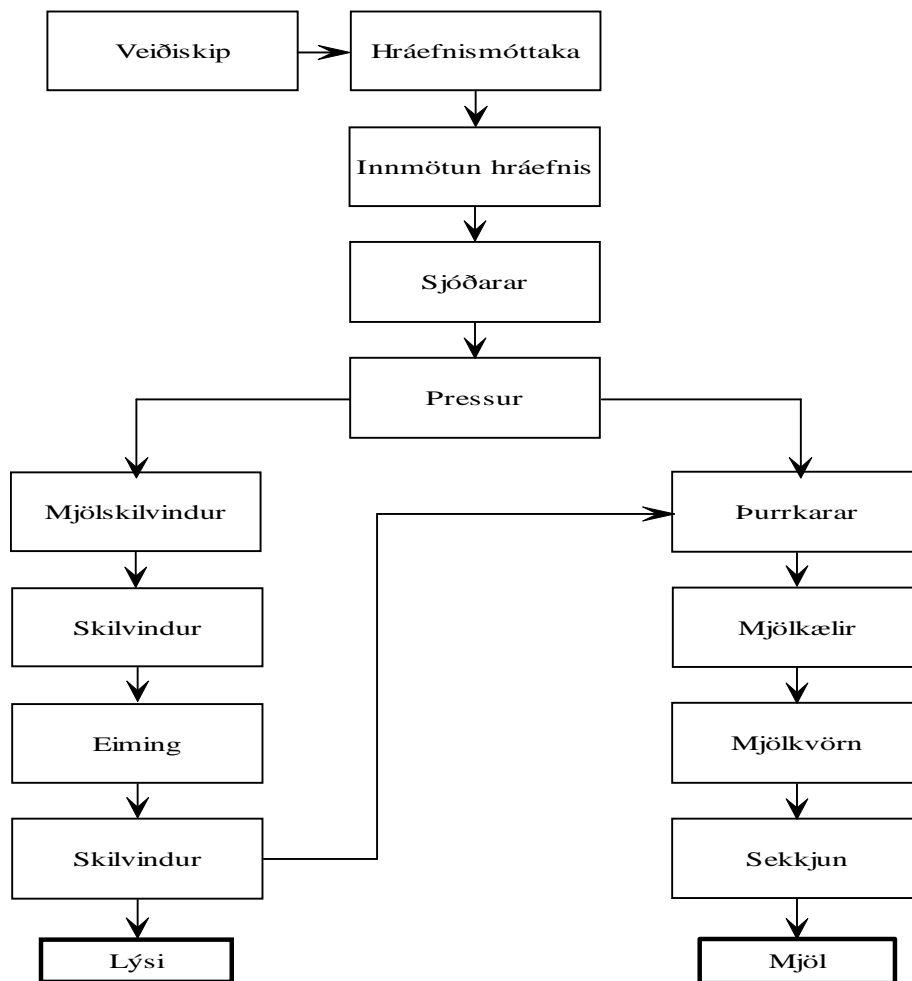 Veiðiskip
Hráefnismóttaka
Innmötun hráefnis
Sjóðarar
Pressur
Mjölskilvindur
Þurrkarar
Skilvindur
Mjölkælir
Eiming
Mjölkvörn
Skilvindur
Sekkjun
Lýsi
Mjöl